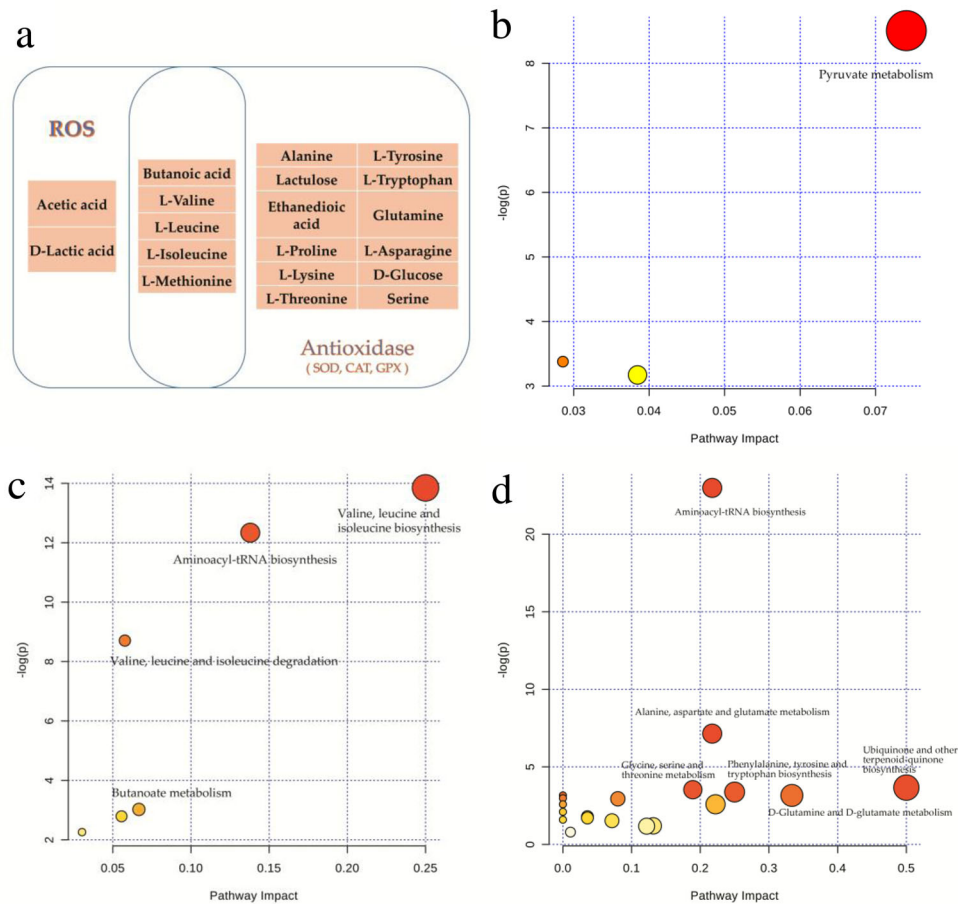 a
ROS
Acetic acid
D-Lactic acid
Butanoic acid
L-Valine
L-Leucine
L-Isoleucine
L-Methionine
Alanine L-Tyrosine
Lactulose L-Tryptophan
Ethanedioic
acid
Glutamine
L-Proline L-Asparagine
L-Lysine D-Glucose
L-Threonine Serine
Antioxidase
( SOD, CAT, GPX )
b
Pyruvate metabolism
-log(p)
8
7
6
5
4
3
0.03 0.04 0.05 0.06 0.07
Pathway Impact
c
Valine, leucine and
isoleucine biosynthesis
Aminoacyl-tRNA biosynthesis
Valine, leucine and isoleucine degradation
Butanoate metabolism
-log(p)
14
12
10
8
6
4
2
0.05 0.10 0.15 0.20 0.25
Pathway Impact
d
Aminoacyl-tRNA biosynthesis
Alanine, aspartate and glutamate metabolism
Glycine, serine and
threonine metabolism
Phenylalanine, tyrosine and
tryptophan biosynthesis
Ubiquinone and other
terpenoid-quinone
biosynthesis
D-Glutamine and D-glutamate metabolism
-log(p)
20
15
10
5
0
0.0 0.1 0.2 0.3 0.4 0.5
Pathway Impact